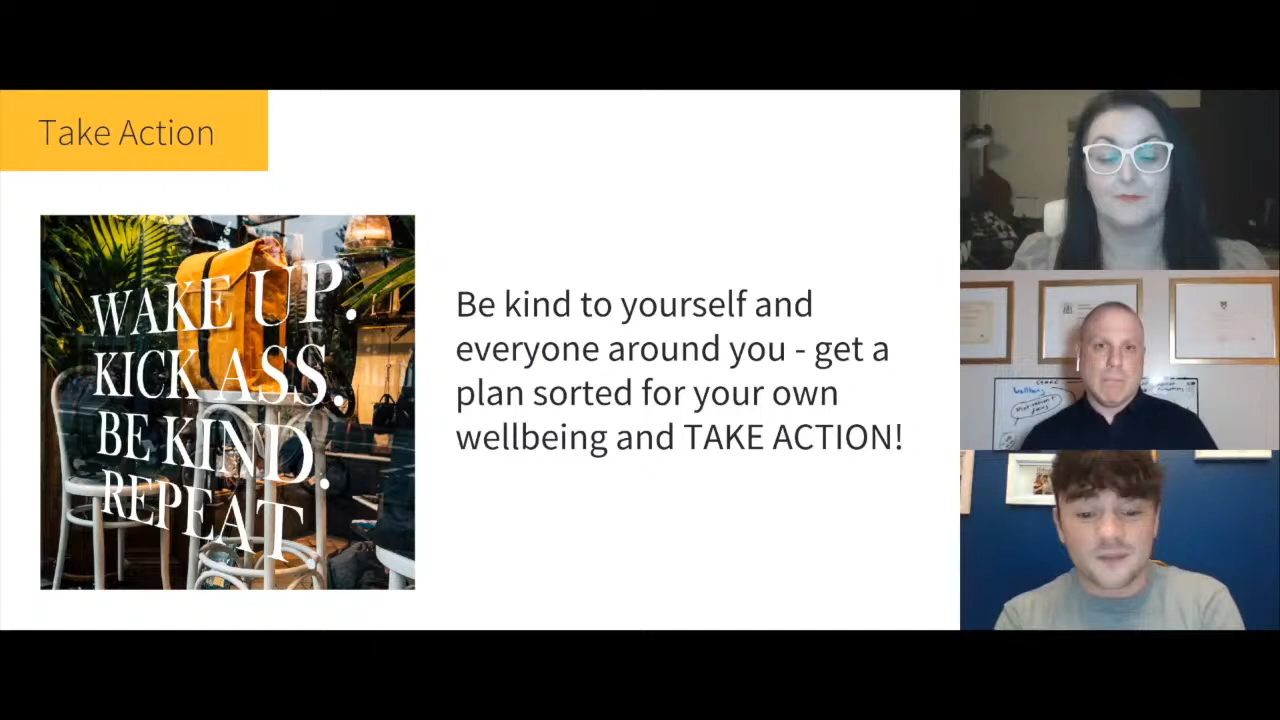 Take Action
WAKE UP.
KICK ASS.
BE KIND.
REPEAT
Be kind to yourself and
everyone around you - get a
plan sorted for your own
wellbeing and TAKE ACTION!
wellbeing